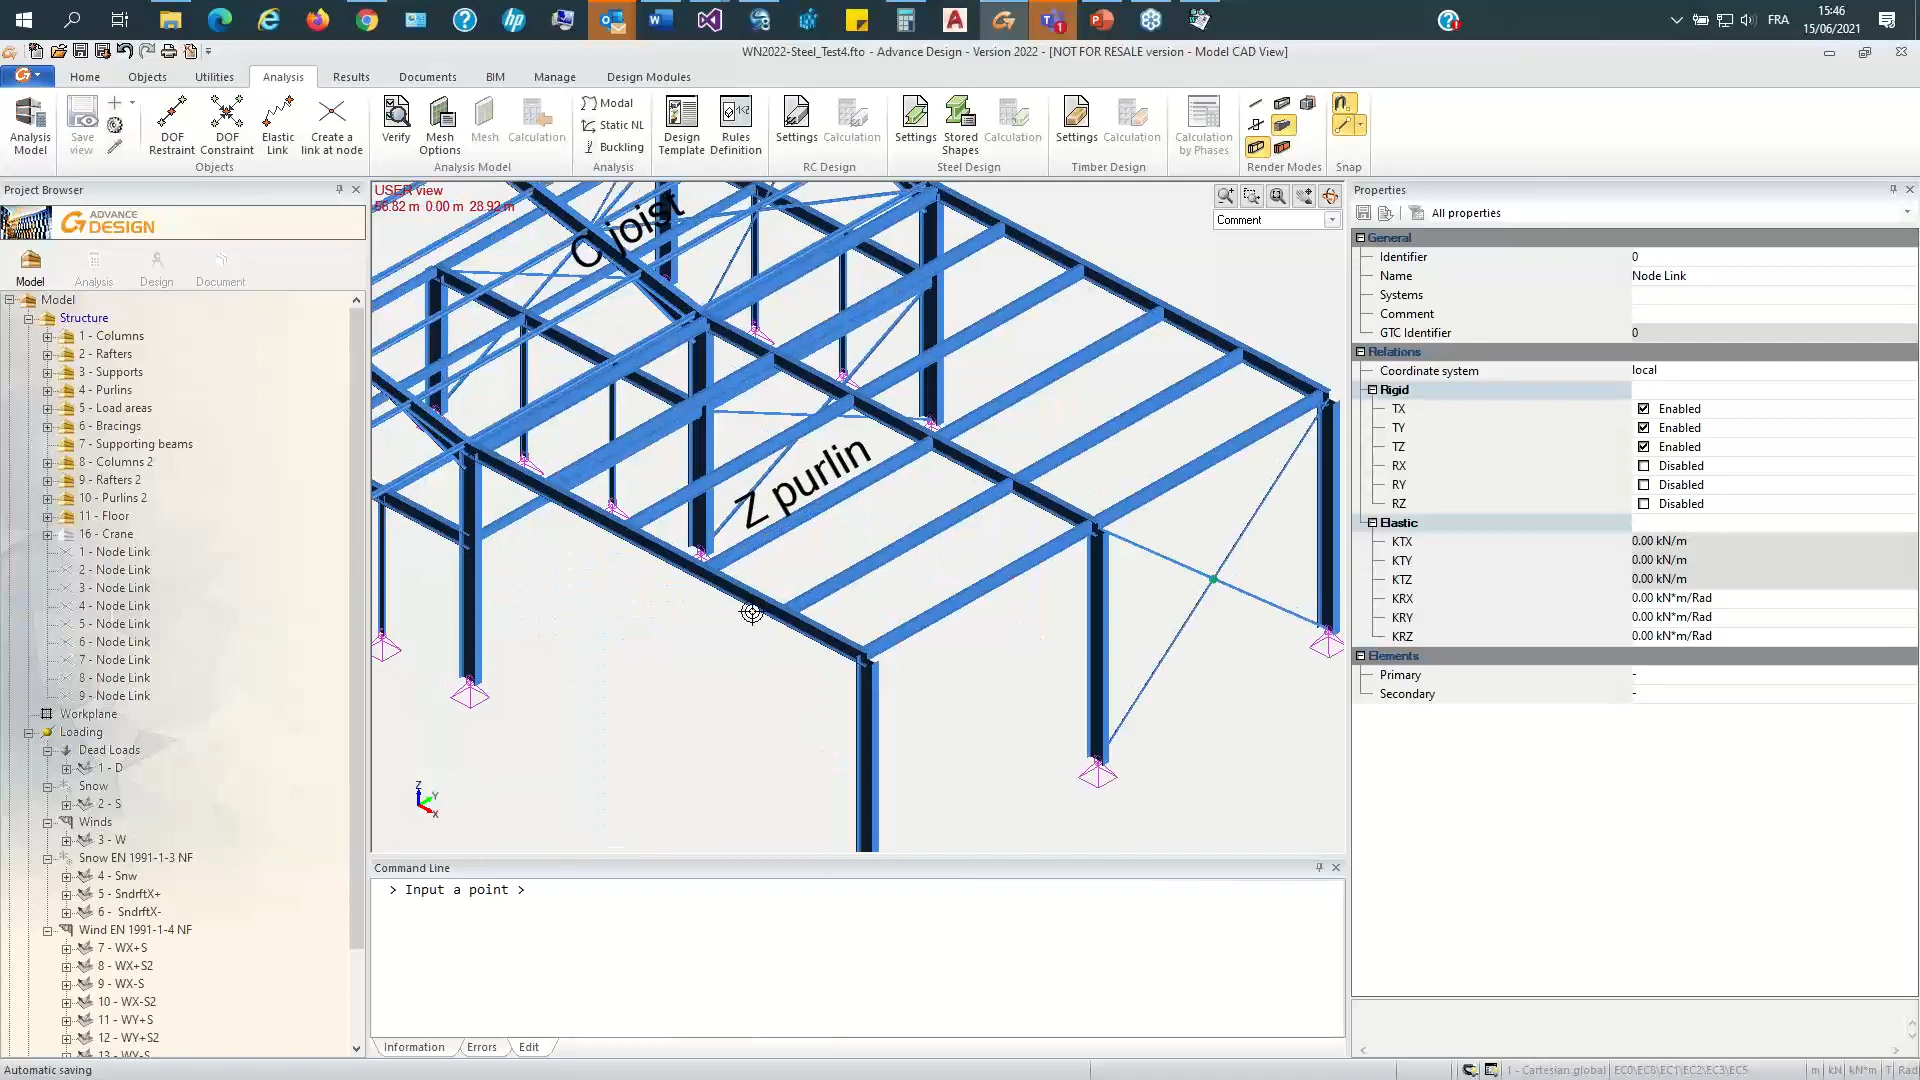 15:46
FRA
15/06/2021
WN2022-Steel_Test4.fto - Advance Design - Version 2022 - [NOT FOR RESALE version - Model CAD View]
Home Objects Utilities Analysis Results Documents BIM Manage Design Modules
Analysis Model
Save view
DOF Restraint
DOF Constraint
Elastic Link
Create a link at node
Objects
Verify
Mesh Options
Mesh
Calculation
Analysis Model
Modal
Static NL
Buckling
Analysis
Design Template
Rules Definition
Settings
Calculation
RC Design
Settings
Stored Shapes
Calculation
Steel Design
Settings
Calculation
Timber Design
Calculation by Phases
Render Modes
Snap
Project Browser
ADVANCE
DESIGN
Model Analysis Design Document
Model
Structure
1 - Columns
2 - Rafters
3 - Supports
4 - Purlins
5 - Load areas
6 - Bracings
7 - Supporting beams
8 - Columns 2
9 - Rafters 2
10 - Purlins 2
11 - Floor
16 - Crane
1 - Node Link
2 - Node Link
3 - Node Link
4 - Node Link
5 - Node Link
6 - Node Link
7 - Node Link
8 - Node Link
9 - Node Link
Workplane
Loading
Dead Loads
1 - D
Snow
2 - S
Winds
3 - W
Snow EN 1991-1-3 NF
4 - Snw
5 - SndrftX+
6 - SndrftX-
Wind EN 1991-1-4 NF
7 - WX+S
8 - WX+S2
9 - WX-S
10 - WX-S2
11 - WY+S
12 - WY+S2
13 - WY-S
Automatic saving
USER view
56.82 m 0.00 m 28.92 m
Comment
C joist
Z purlin
Z
Y
X
Command Line
> Input a point >
Information Errors Edit
Properties
All properties
General
Identifier 0
Name Node Link
Systems
Comment
GTC Identifier 0
Relations
Coordinate system local
Rigid
TX Enabled
TY Enabled
TZ Enabled
RX Disabled
RY Disabled
RZ Disabled
Elastic
KTX 0.00 kN/m
KTY 0.00 kN/m
KTZ 0.00 kN/m
KRX 0.00 kN*m/Rad
KRY 0.00 kN*m/Rad
KRZ 0.00 kN*m/Rad
Elements
Primary -
Secondary -
1 - Cartesian global EC0\EC8\EC1\EC2\EC3\EC5 m kN kN*m T Rad